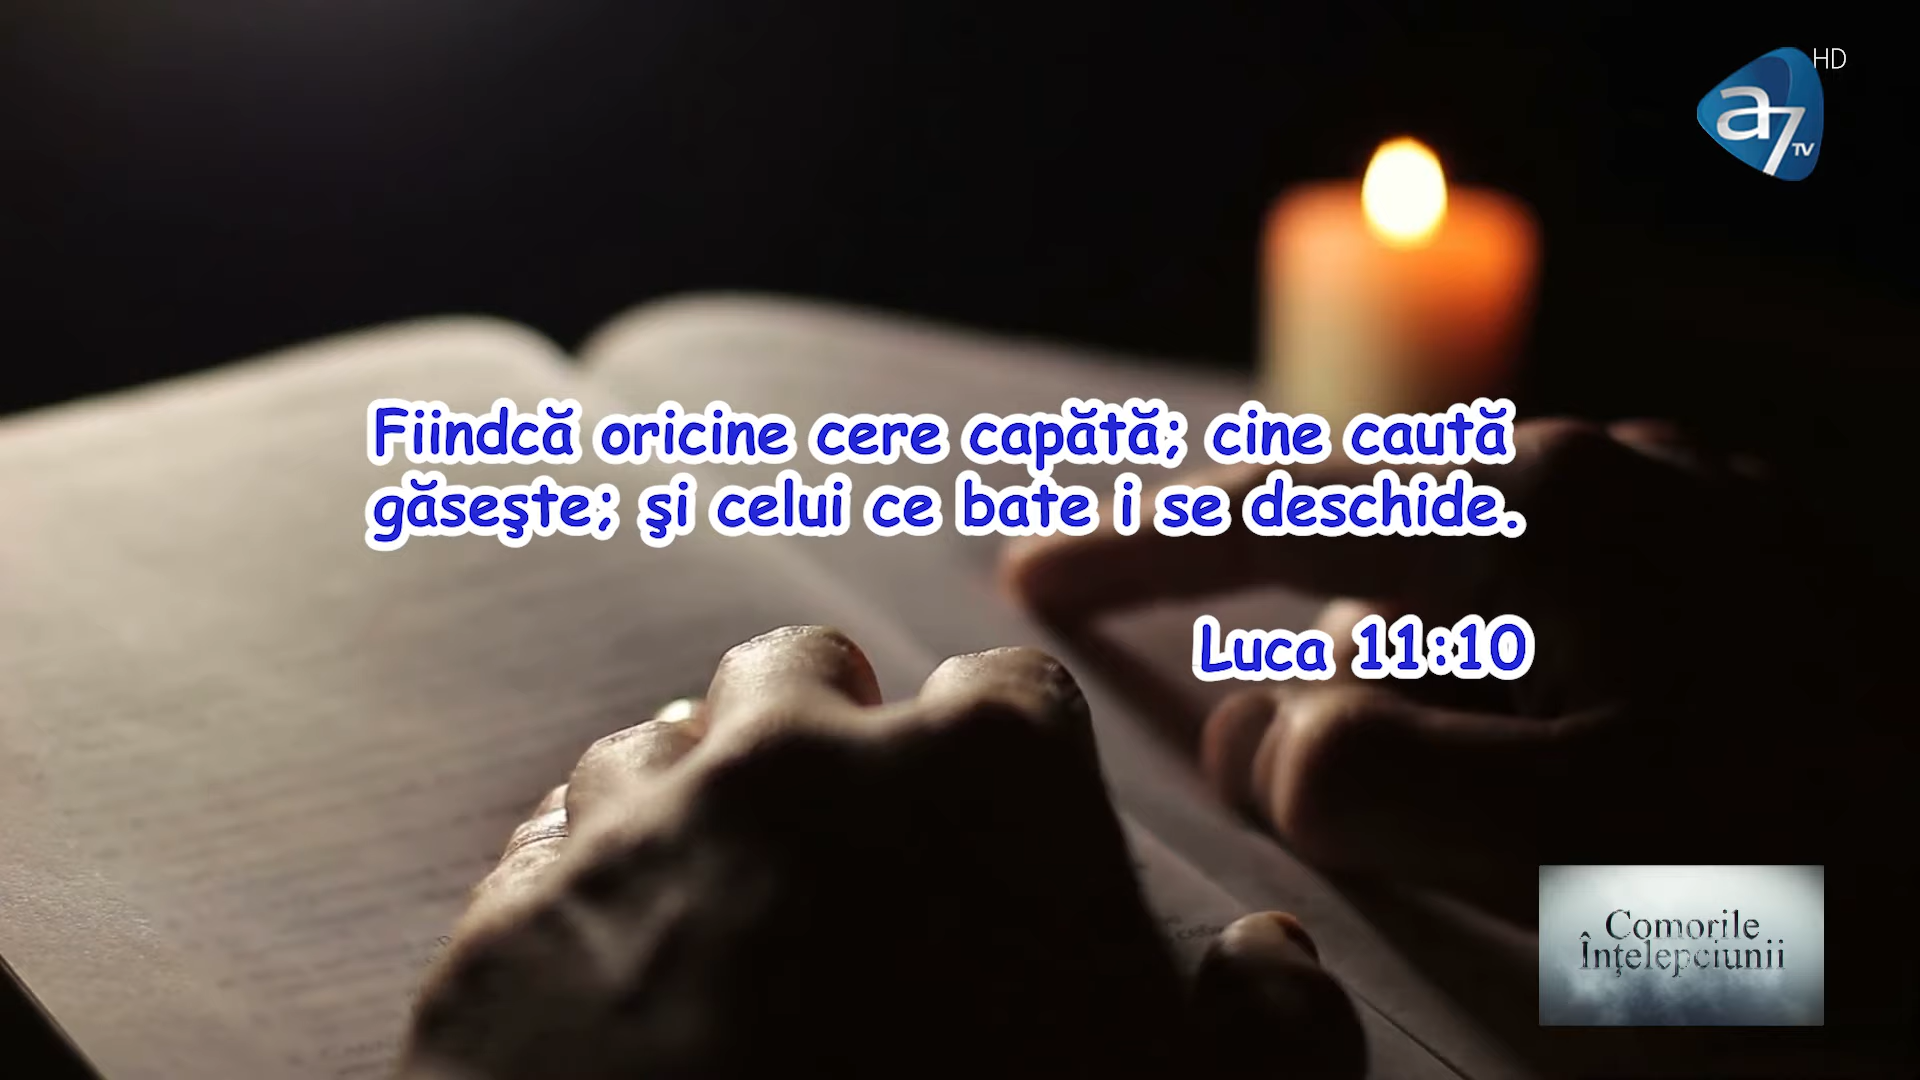 HD
a7 TV
Fiindcă oricine cere capătă; cine caută
găseşte; şi celui ce bate i se deschide.
Luca 11:10
Comorile
Înţelepciunii